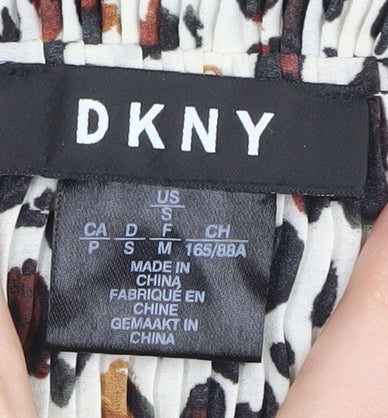 DKNY
US
S
CA D F CH
P S M 165/88A
MADE IN
CHINA
FABRIQUÉ EN
CHINE
GEMAAKT IN
CHINA